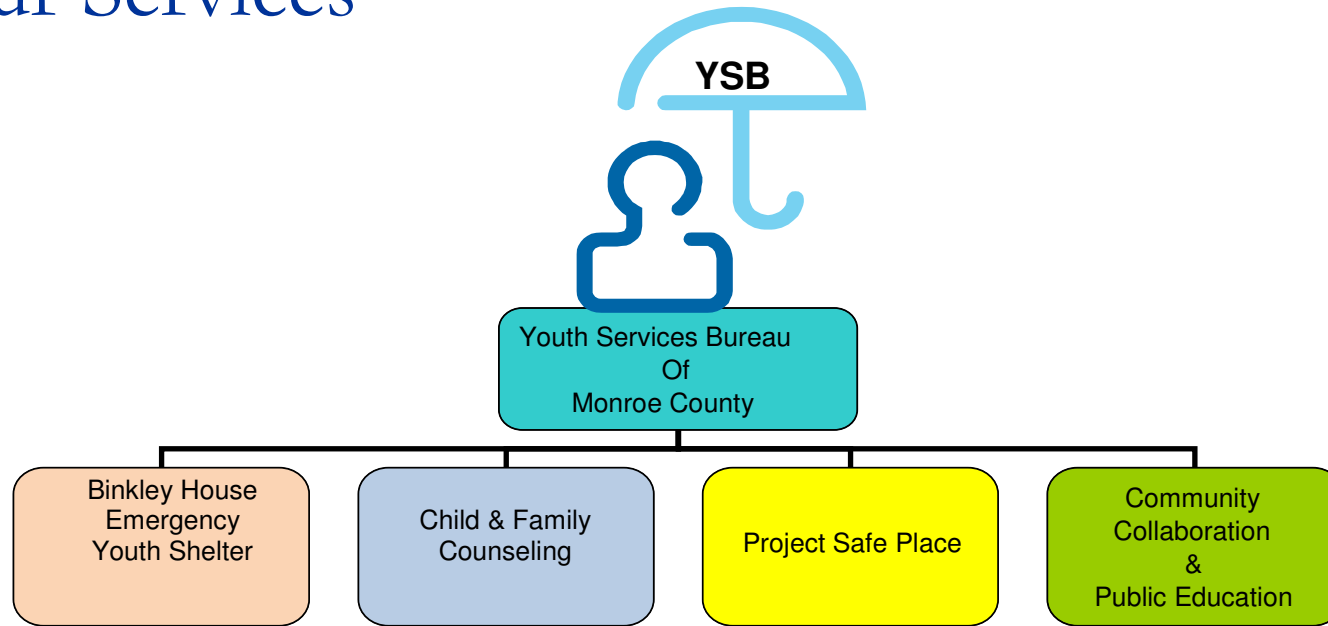 Services
YSB
Youth Services Bureau
Of
Monroe County
Binkley House
Emergency
Youth Shelter
Child & Family
Counseling
Project Safe Place
Community
Collaboration
&
Public Education